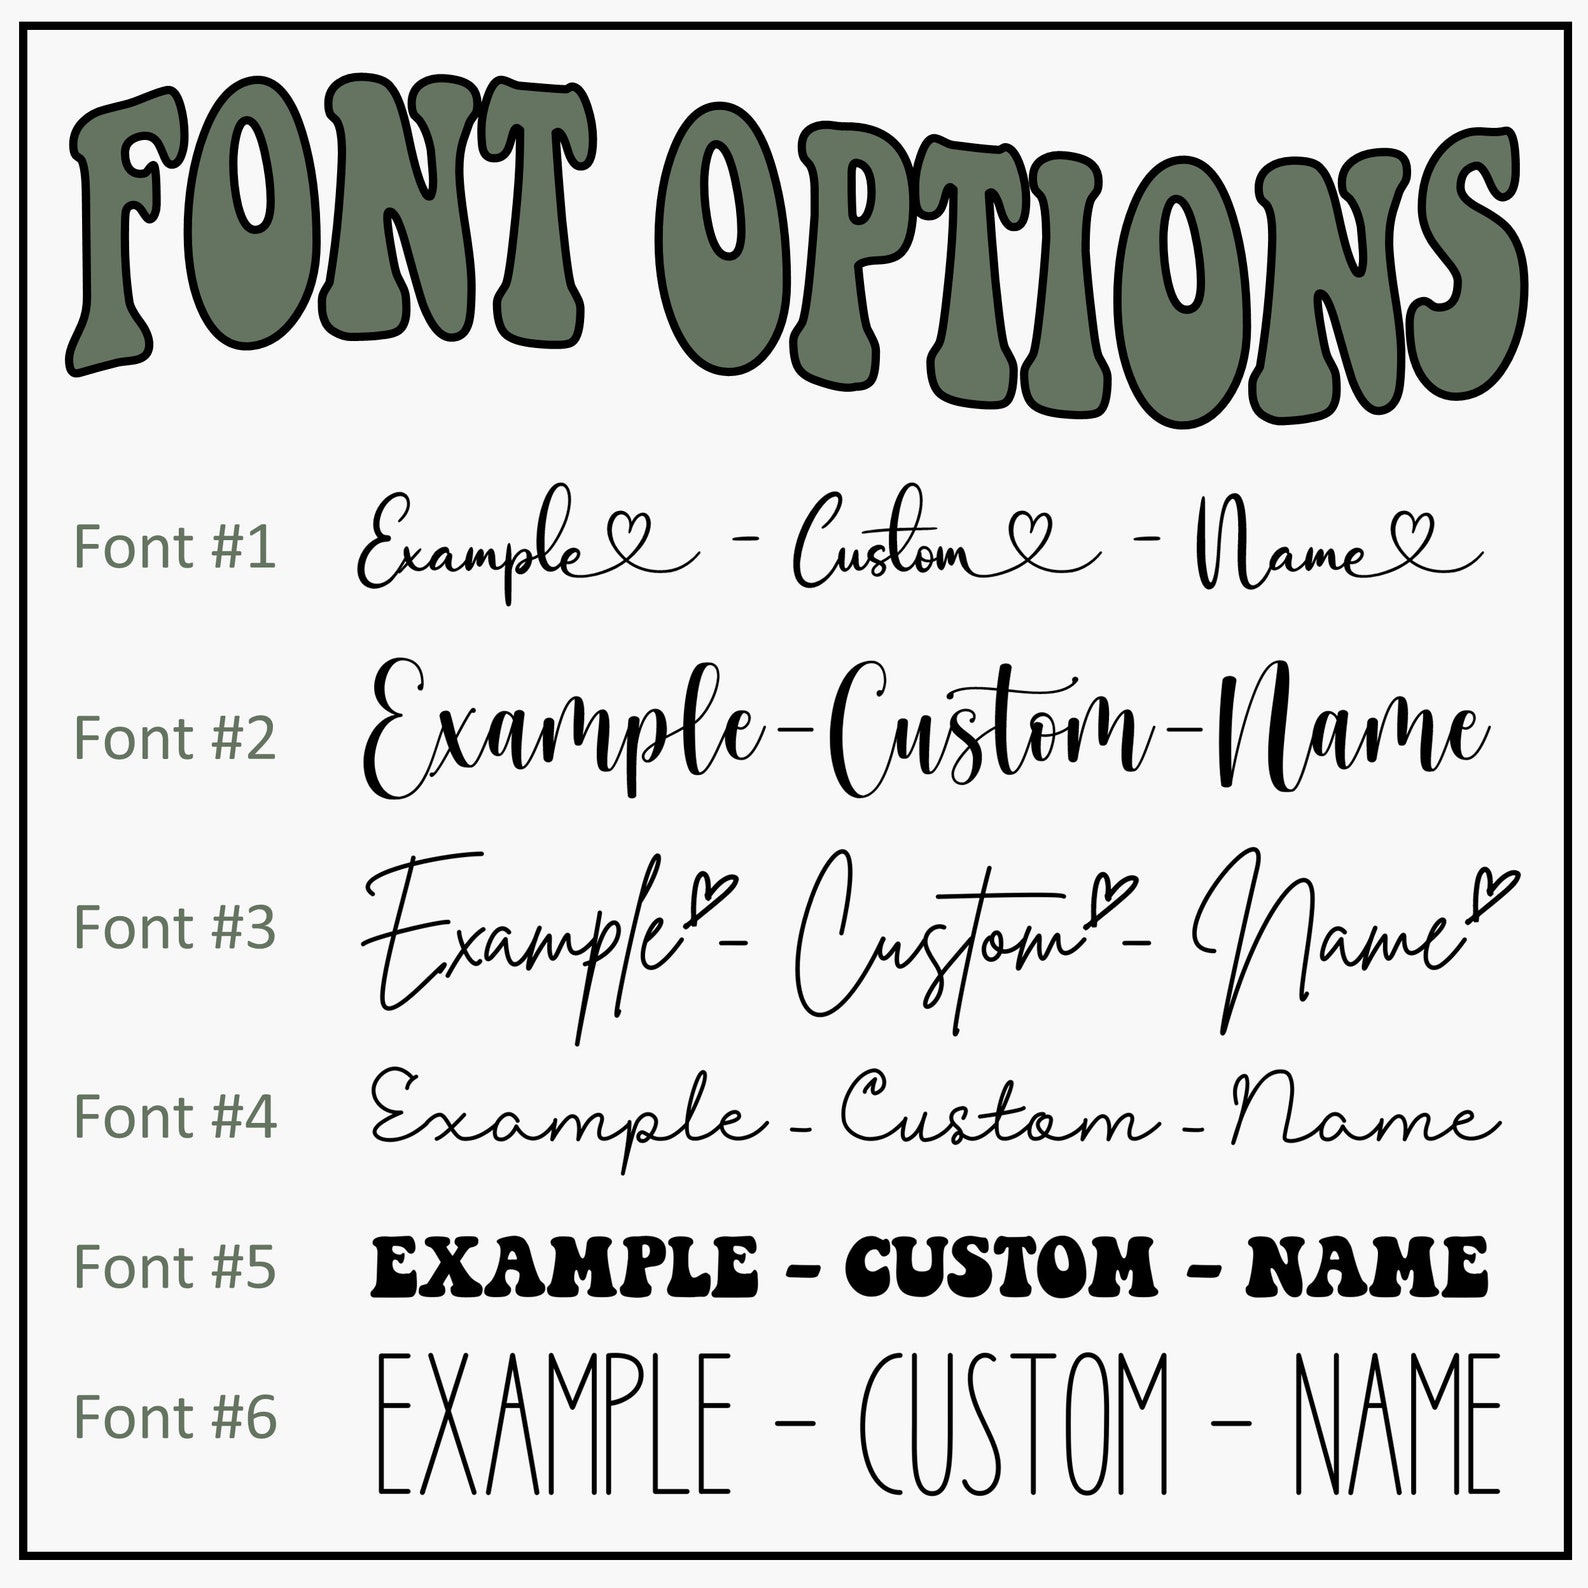 FONT OPTIONS
Font #1 Example - Custom - Name
Font #2 Example-Custom-Name
Font #3 Example - Custom - Name
Font #4 Example - Custom - Name
Font #5 EXAMPLE - CUSTOM - NAME
Font #6 EXAMPLE - CUSTOM - NAME